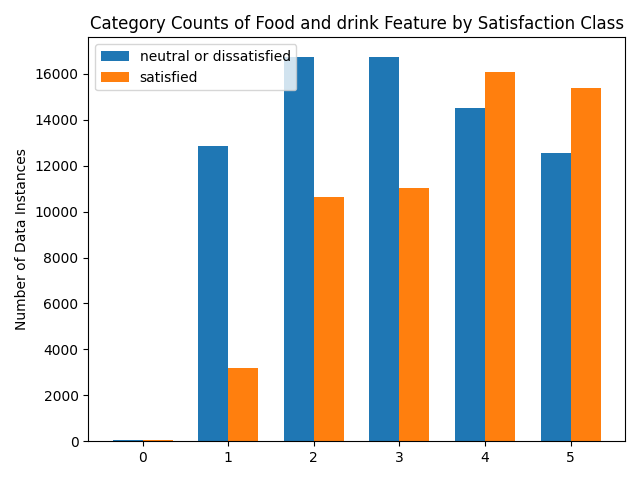 Category Counts of Food and drink Feature by Satisfaction Class
neutral or dissatisfied
satisfied
Number of Data Instances
16000
14000
12000
10000
8000
6000
4000
2000
0
0 1 2 3 4 5